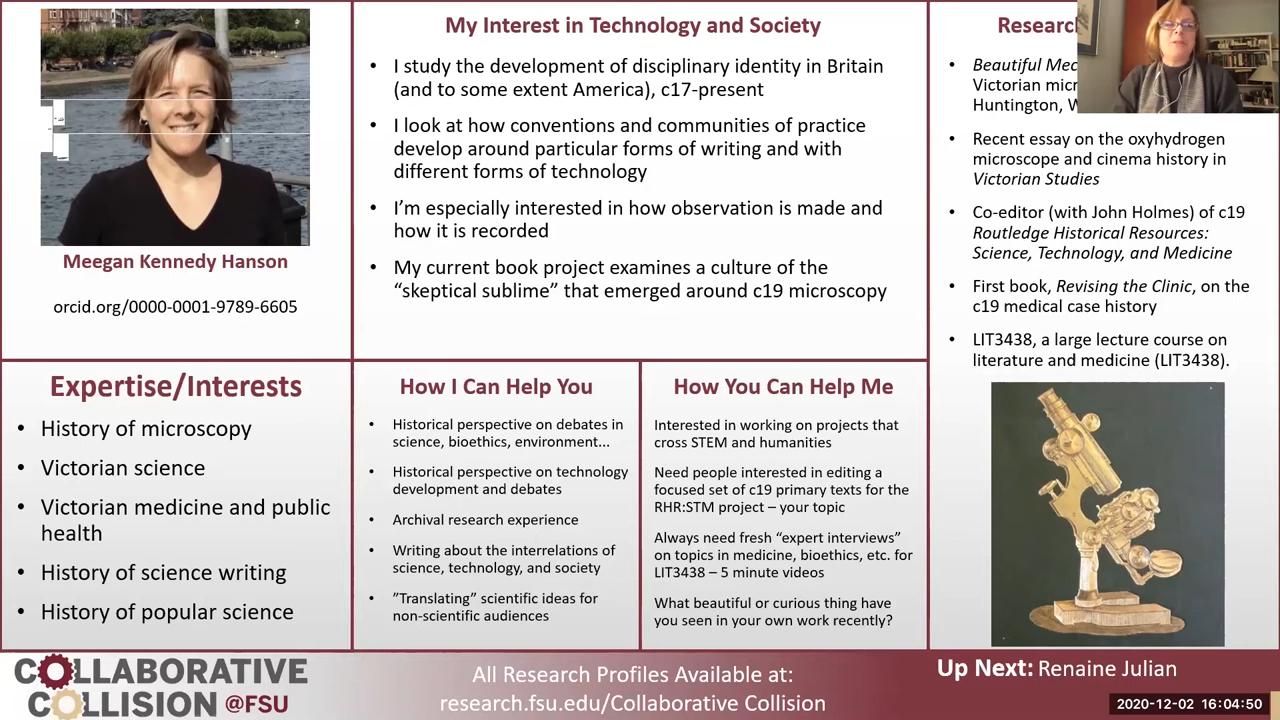 Meegan Kennedy Hanson
orcid.org/0000-0001-9789-6605
My Interest in Technology and Society
• I study the development of disciplinary identity in Britain
(and to some extent America), c17-present
• I look at how conventions and communities of practice
develop around particular forms of writing and with
different forms of technology
• I’m especially interested in how observation is made and
how it is recorded
• My current book project examines a culture of the
“skeptical sublime” that emerged around c19 microscopy
Research
• Beautiful Mec
Victorian micr
Huntington, W
• Recent essay on the oxyhydrogen
microscope and cinema history in
Victorian Studies
• Co-editor (with John Holmes) of c19
Routledge Historical Resources:
Science, Technology, and Medicine
• First book, Revising the Clinic, on the
c19 medical case history
• LIT3438, a large lecture course on
literature and medicine (LIT3438).
Expertise/Interests
• History of microscopy
• Victorian science
• Victorian medicine and public
health
• History of science writing
• History of popular science
How I Can Help You
• Historical perspective on debates in
science, bioethics, environment...
• Historical perspective on technology
development and debates
• Archival research experience
• Writing about the interrelations of
science, technology, and society
• ”Translating” scientific ideas for
non-scientific audiences
How You Can Help Me
Interested in working on projects that
cross STEM and humanities
Need people interested in editing a
focused set of c19 primary texts for the
RHR:STM project – your topic
Always need fresh “expert interviews”
on topics in medicine, bioethics, etc. for
LIT3438 – 5 minute videos
What beautiful or curious thing have
you seen in your own work recently?
COLLABORATIVE
COLLISION @FSU
All Research Profiles Available at:
research.fsu.edu/Collaborative Collision
Up Next: Renaine Julian
2020-12-02 16:04:50